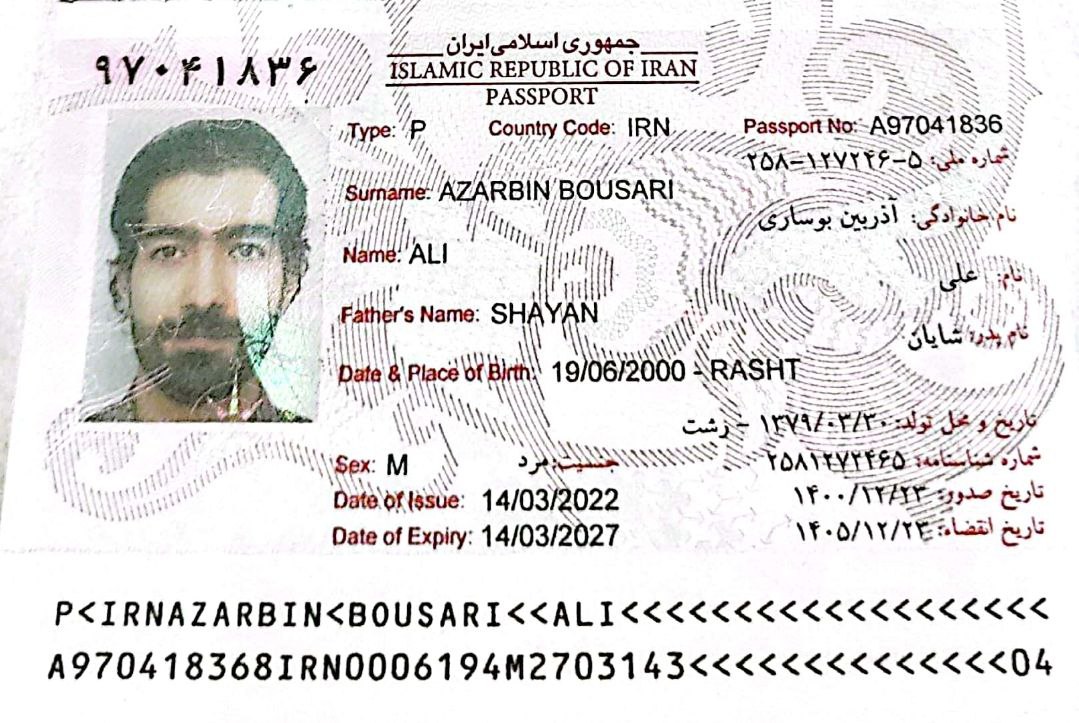 جمهوری اسلامی ایران
ISLAMIC REPUBLIC OF IRAN
PASSPORT
۹۷۰۴۱۸۳۶
Type: P Country Code: IRN Passport No: A97041836
شماره ملی: ۲۵۸-۱۲۷۲۴۶-۵
Surname: AZARBIN BOUSARI
نام خانوادگی: آذربین بوساری
Name: ALI
نام: علی
Father's Name: SHAYAN
نام پدر: شایان
Date & Place of Birth: 19/06/2000 - RASHT
تاریخ و محل تولد: ۱۳۷۹/۰۳/۳۰ - رشت
Sex: M جنسیت: مرد
شماره شناسنامه: ۲۵۸۱۲۷۲۴۶۵
Date of Issue: 14/03/2022 تاریخ صدور: ۱۴۰۰/۱۲/۲۳
Date of Expiry: 14/03/2027 تاریخ انقضاء: ۱۴۰۵/۱۲/۲۳
P<IRNAZARBIN<BOUSARI<<ALI<<<<<<<<<<<<<<<<<<<
A970418368IRN0006194M2703143<<<<<<<<<<<<<<04